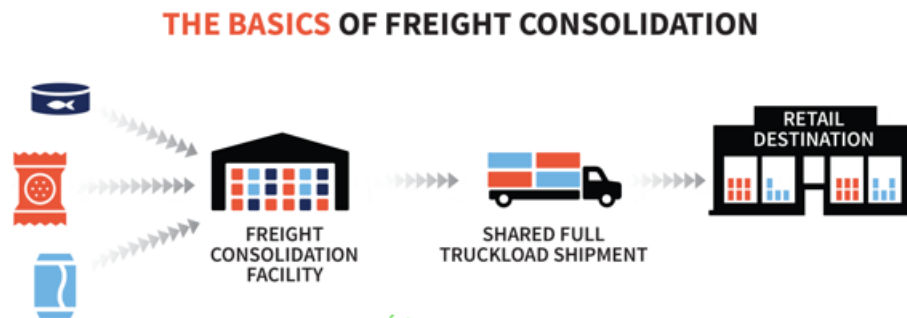 THE BASICS OF FREIGHT CONSOLIDATION
RETAIL
DESTINATION
FREIGHT
CONSOLIDATION
FACILITY
SHARED FULL
TRUCKLOAD SHIPMENT